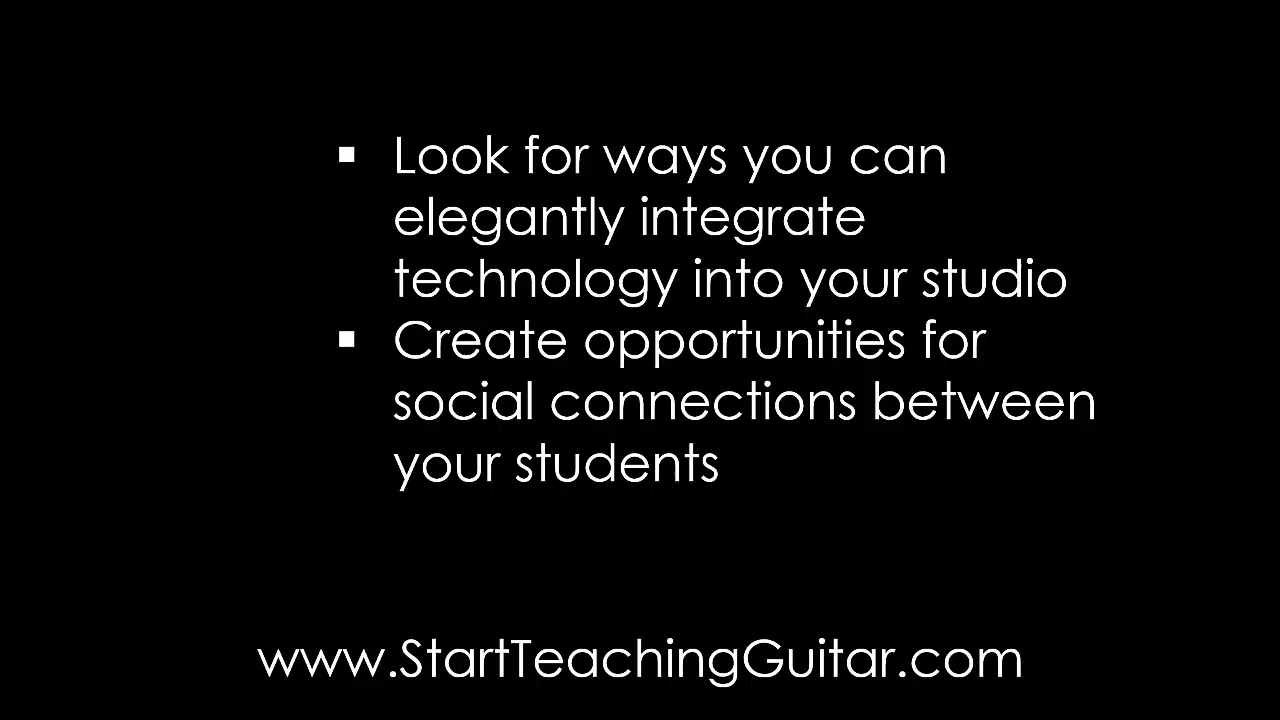 ▪ Look for ways you can
elegantly integrate
technology into your studio
▪ Create opportunities for
social connections between
your students
www.StartTeachingGuitar.com